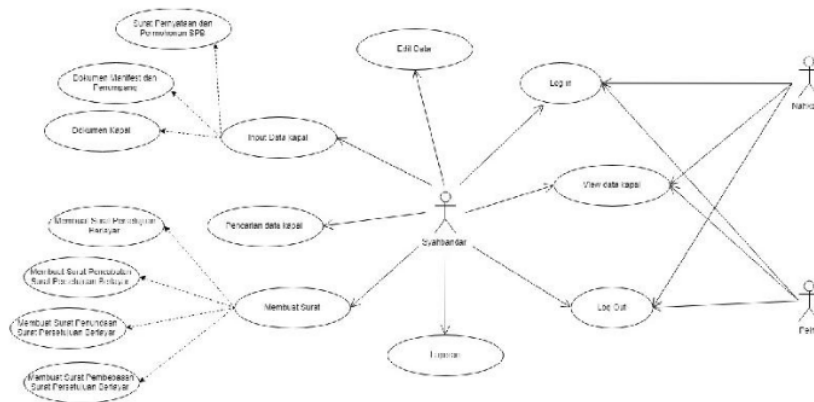 Surat Pernyataan dan
Permohonan SPB
Edit Data
Dokumen Manifest dan
Penumpang
Log in
Dokumen Kapal
Input Data kapal
View data kapal
Membuat Surat Persetujuan
Berlayar
Pencarian data kapal
Syahbandar
Membuat Surat Pencabutan
Surat Persetujuan Berlayar
Membuat Surat
Log Out
Membuat Surat Penundaan
Surat Persetujuan Berlayar
Laporan
Membuat Surat Pembebasan
Surat Persetujuan Berlayar